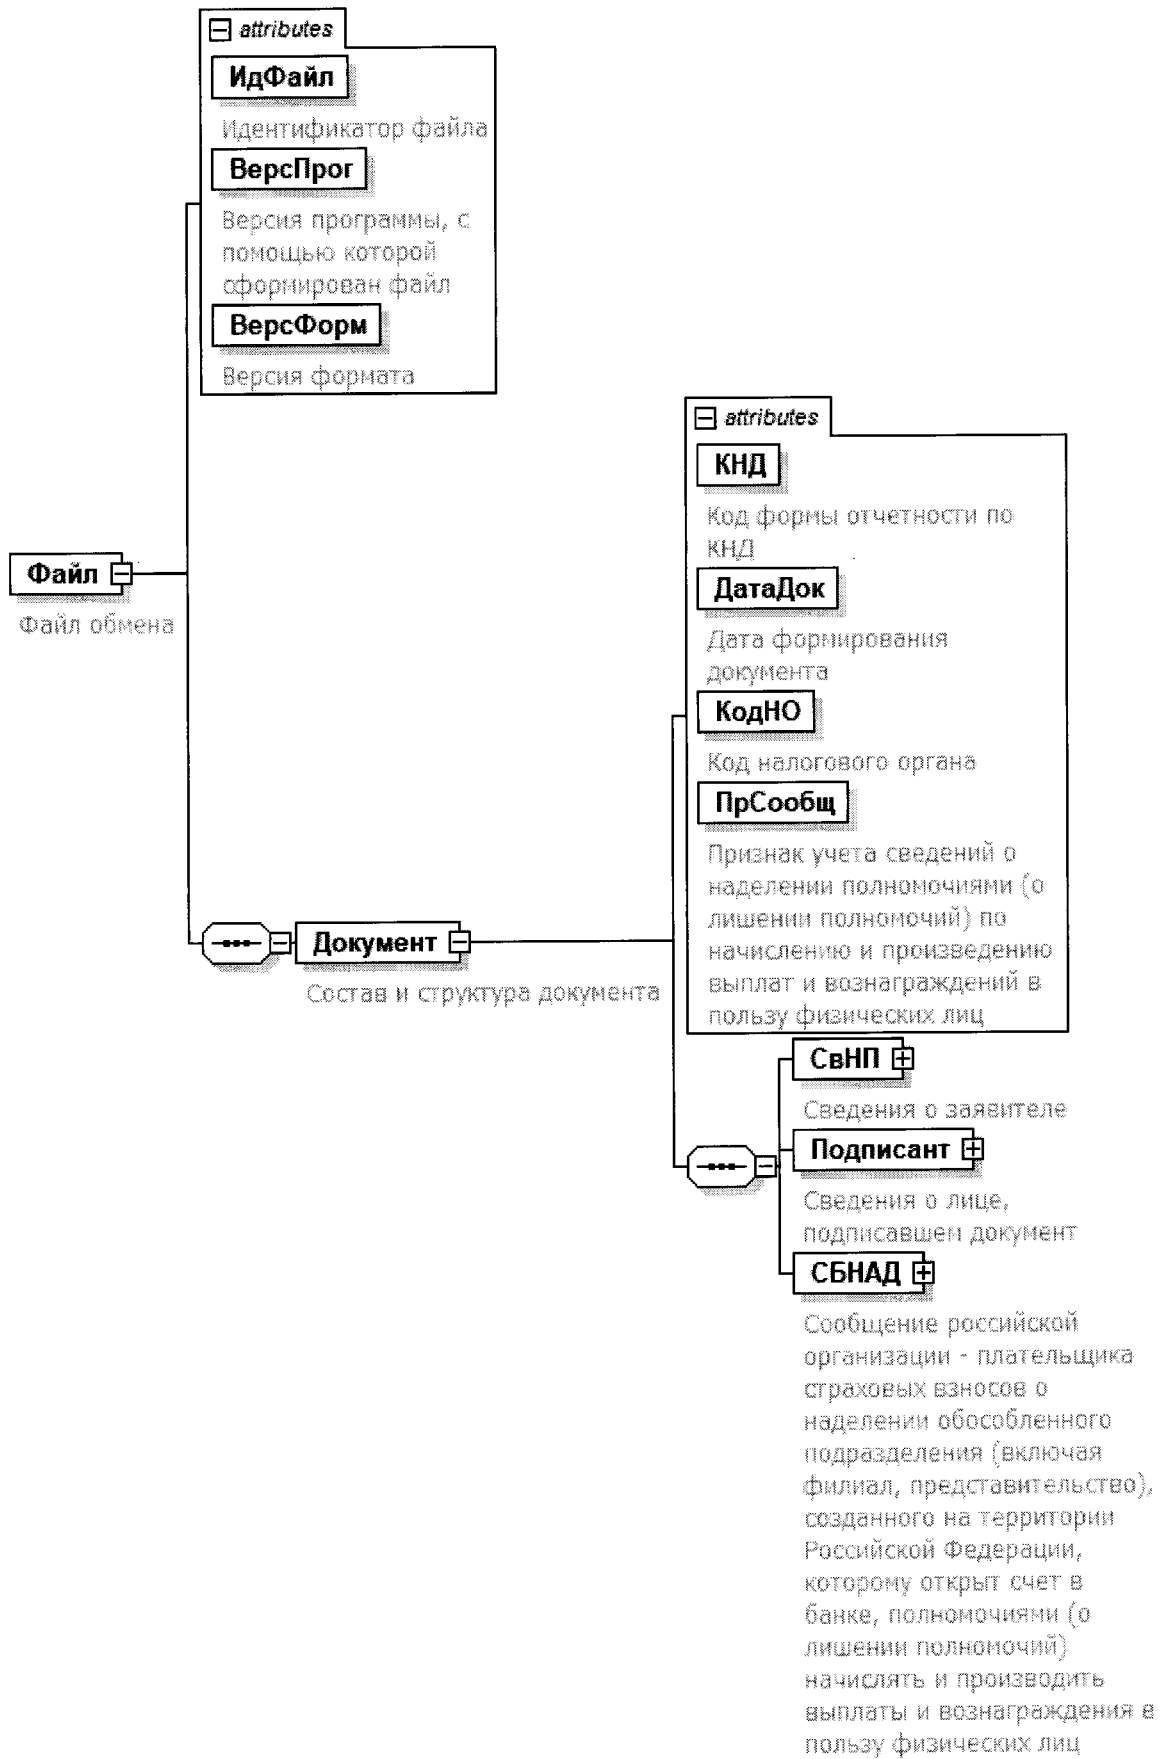 attributes
ИдФайл
Идентификатор файла
ВерсПрог
Версия программы, с
помощью которой
сформирован файл
ВерсФорм
Версия формата
Файл
Файл обмена
Документ
Состав и структура документа
attributes
КНД
Код формы отчетности по
КНД
ДатаДок
Дата формирования
документа
КодНО
Код налогового органа
ПрСообщ
Признак учета сведений о
наделении полномочиями (о
лишении полномочий) по
начислению и произведению
выплат и вознаграждений в
пользу физических лиц
СвНП
Сведения о заявителе
Подписант
Сведения о лице,
подписавшем документ
СБНАД
Сообщение российской
организации - плательщика
страховых взносов о
наделении обособленного
подразделения (включая
филиал, представительство),
созданного на территории
Российской Федерации,
которому открыт счет в
банке, полномочиями (о
лишении полномочий)
начислять и производить
выплаты и вознаграждения в
пользу физических лиц